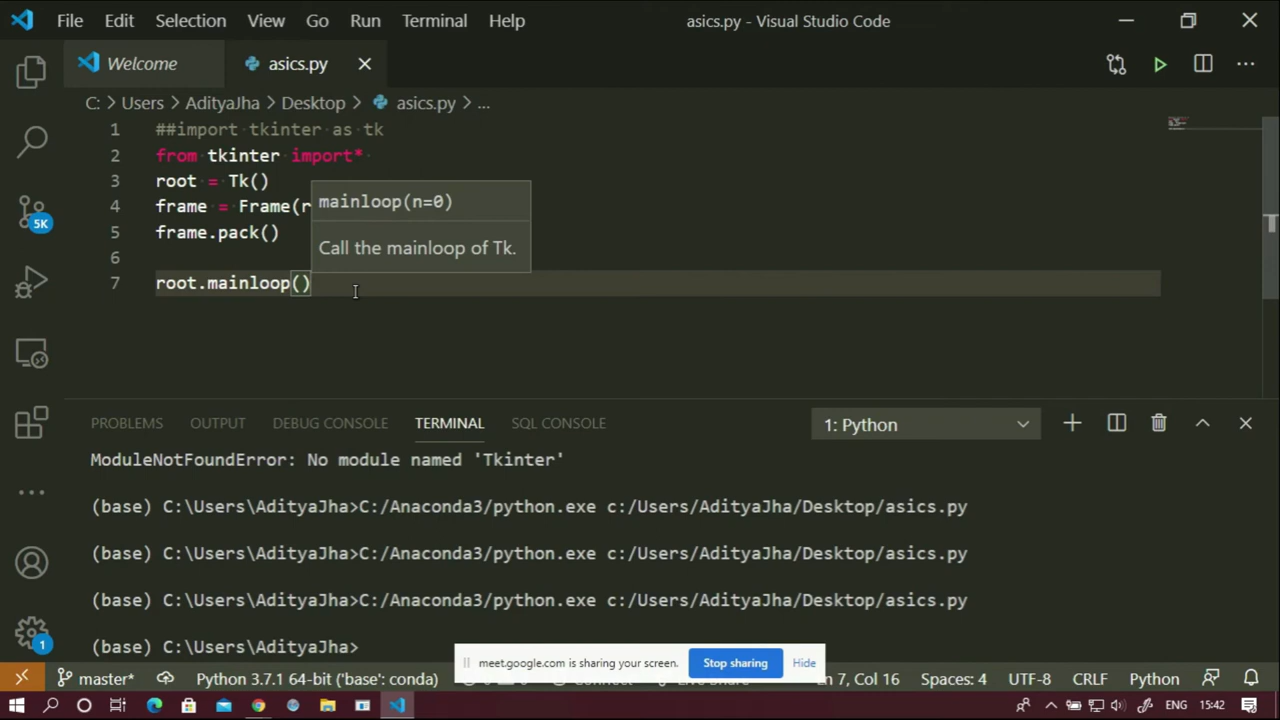 File Edit Selection View Go Run Terminal Help asics.py - Visual Studio Code
Welcome asics.py
C: > Users > AdityaJha > Desktop > asics.py > ...
1 ##import tkinter as tk
2 from tkinter import*
3 root = Tk()
4 frame = Frame(r
5 frame.pack()
6
7 root.mainloop()
mainloop(n=0)
Call the mainloop of Tk.
5K
1
PROBLEMS OUTPUT DEBUG CONSOLE TERMINAL SQL CONSOLE 1: Python
ModuleNotFoundError: No module named 'Tkinter'
(base) C:\Users\AdityaJha>C:/Anaconda3/python.exe c:/Users/AdityaJha/Desktop/asics.py
(base) C:\Users\AdityaJha>C:/Anaconda3/python.exe c:/Users/AdityaJha/Desktop/asics.py
(base) C:\Users\AdityaJha>C:/Anaconda3/python.exe c:/Users/AdityaJha/Desktop/asics.py
(base) C:\Users\AdityaJha>
meet.google.com is sharing your screen. Stop sharing Hide
master* Python 3.7.1 64-bit ('base': conda) Ln 7, Col 16 Spaces: 4 UTF-8 CRLF Python
ENG 15:42